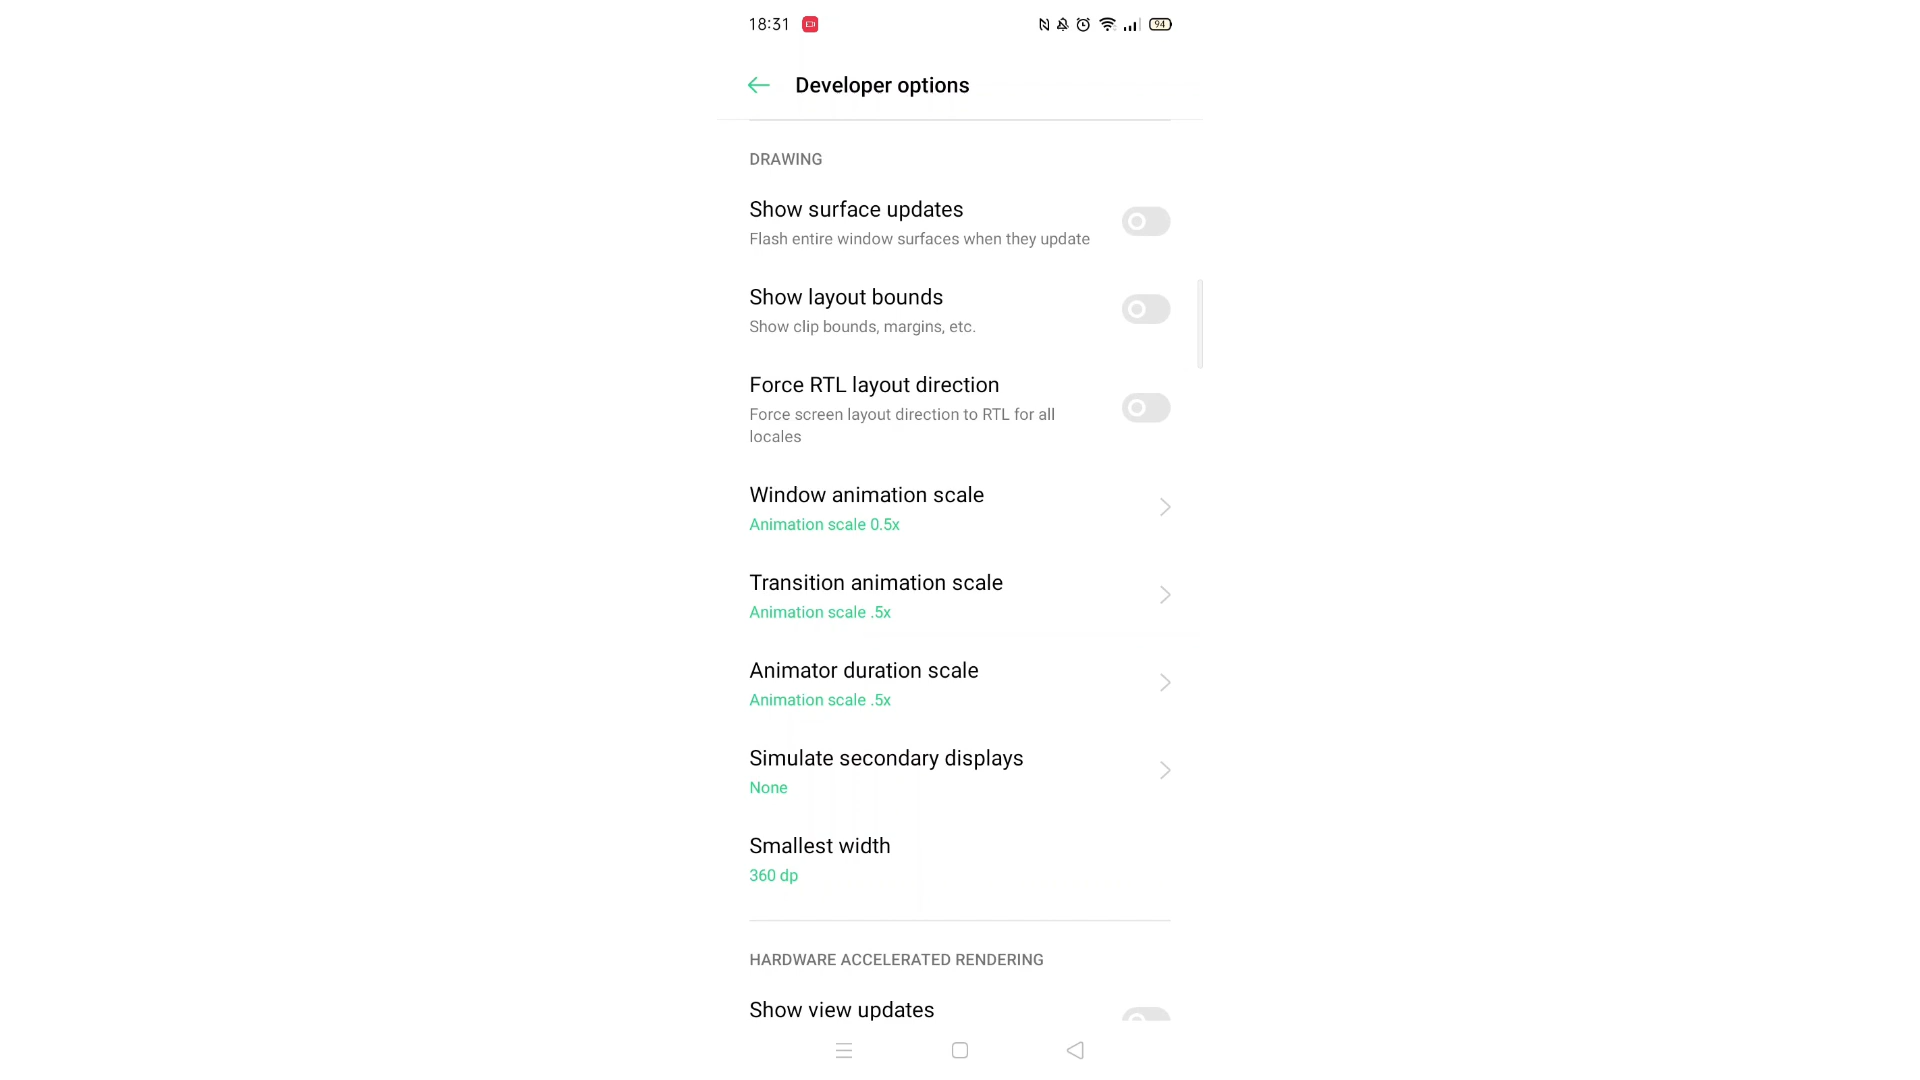 18:31
94
Developer options
DRAWING
Show surface updates
Flash entire window surfaces when they update
Show layout bounds
Show clip bounds, margins, etc.
Force RTL layout direction
Force screen layout direction to RTL for all
locales
Window animation scale
Animation scale 0.5x
Transition animation scale
Animation scale .5x
Animator duration scale
Animation scale .5x
Simulate secondary displays
None
Smallest width
360 dp
HARDWARE ACCELERATED RENDERING
Show view updates